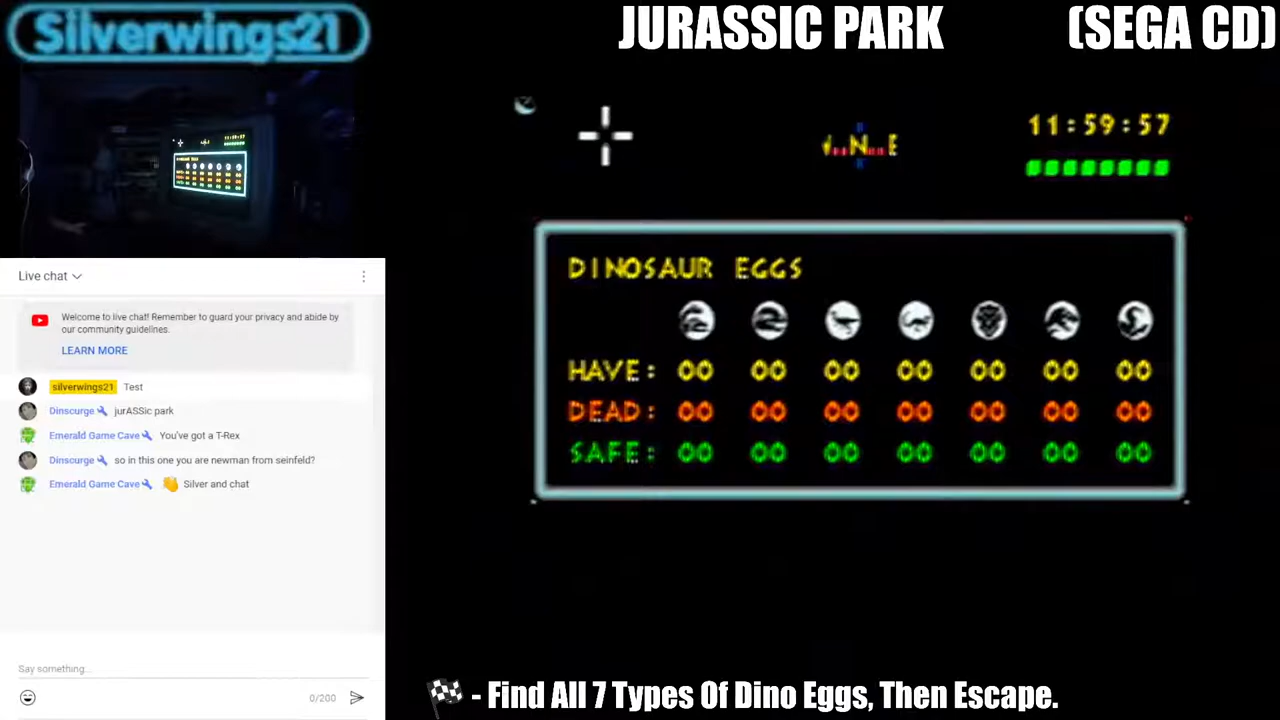 Silverwings21
JURASSIC PARK (SEGA CD)
11:59:57
N E
DINOSAUR EGGS
HAVE: 00 00 00 00 00 00 00
DEAD: 00 00 00 00 00 00 00
SAFE: 00 00 00 00 00 00 00
Live chat
Welcome to live chat! Remember to guard your privacy and abide by
our community guidelines.
LEARN MORE
silverwings21 Test
Dinscurge jurASSic park
Emerald Game Cave You've got a T-Rex
Dinscurge so in this one you are newman from seinfeld?
Emerald Game Cave 👋 Silver and chat
Say something...
0/200
- Find All 7 Types Of Dino Eggs, Then Escape.